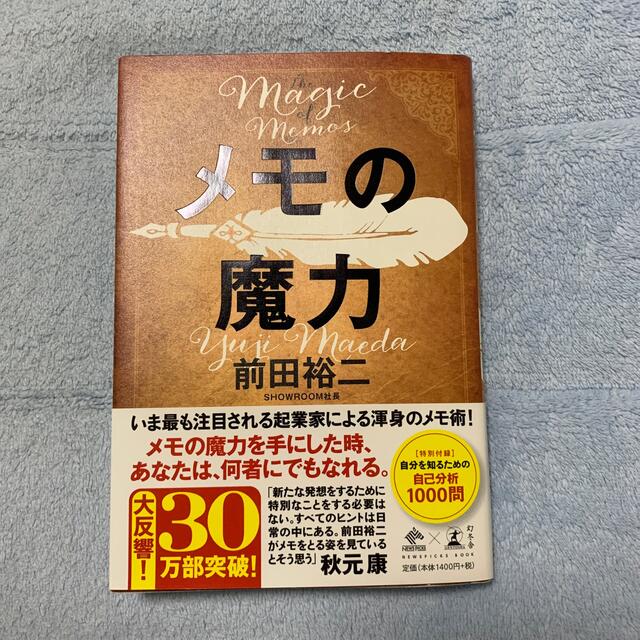 The
Magic
of
Memos
メモの
魔力
Yuji Maeda
前田裕二
SHOWROOM社長
いま最も注目される起業家による渾身のメモ術!
メモの魔力を手にした時、
あなたは、何者にでもなれる。
[特別付録]
自分を知るための
自己分析
1000問
大反響!
30
万部突破!
「新たな発想をするために
特別なことをする必要は
ない。すべてのヒントは日
常の中にある。前田裕二
がメモをとる姿を見ている
とそう思う」秋元 康
NEWS PICKS
×
GENTOSHA
幻冬舎
NEWSPICKS BOOK
定価(本体1400円+税)